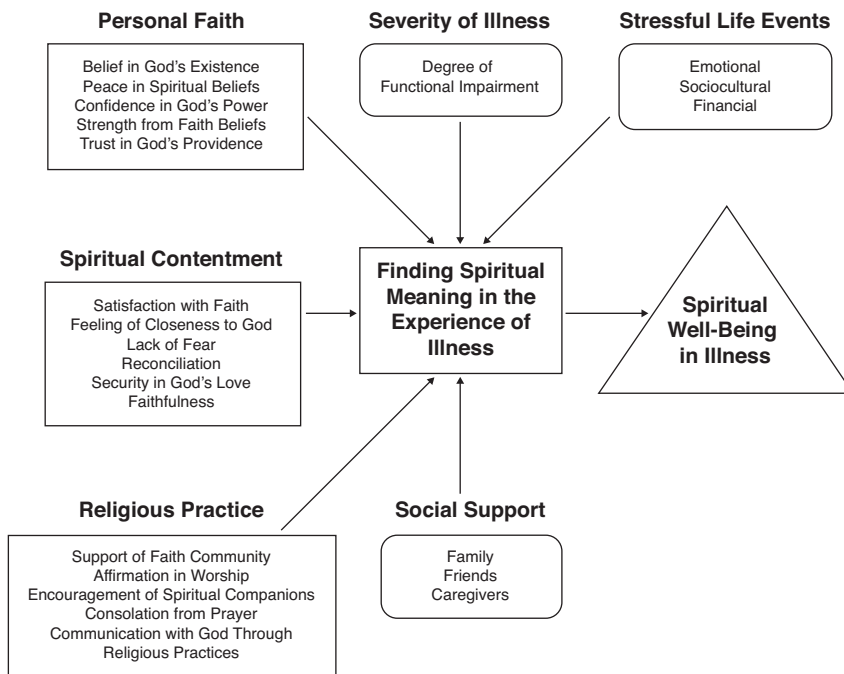 Personal Faith
Belief in God’s Existence
Peace in Spiritual Beliefs
Confidence in God’s Power
Strength from Faith Beliefs
Trust in God’s Providence
Severity of Illness
Degree of
Functional Impairment
Stressful Life Events
Emotional
Sociocultural
Financial
Spiritual Contentment
Satisfaction with Faith
Feeling of Closeness to God
Lack of Fear
Reconciliation
Security in God’s Love
Faithfulness
Finding Spiritual
Meaning in the
Experience of
Illness
Spiritual
Well-Being
in Illness
Religious Practice
Support of Faith Community
Affirmation in Worship
Encouragement of Spiritual Companions
Consolation from Prayer
Communication with God Through
Religious Practices
Social Support
Family
Friends
Caregivers